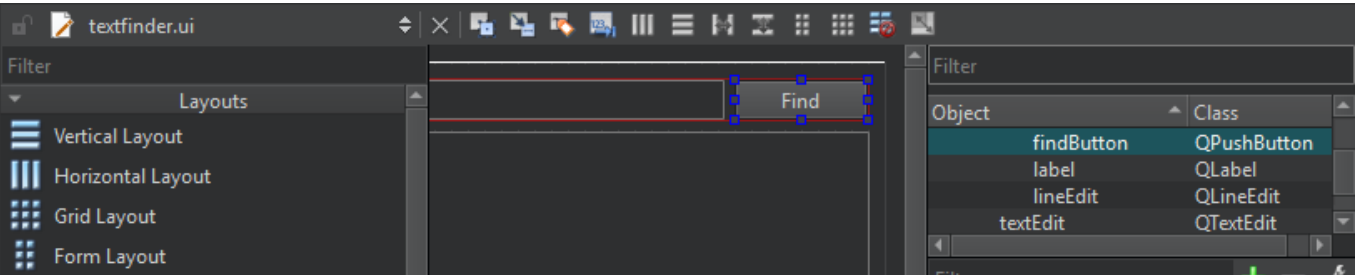 textfinder.ui
Filter
Layouts
Vertical Layout
Horizontal Layout
Grid Layout
Form Layout
Find
Filter
Object Class
findButton QPushButton
label QLabel
lineEdit QLineEdit
textEdit QTextEdit